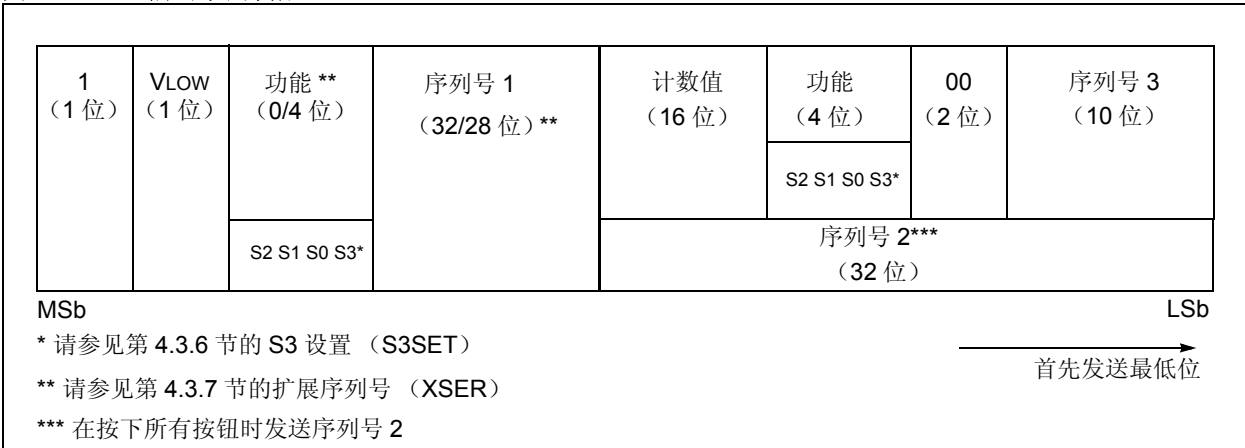 1
（1 位）
VLOW
（1 位）
功能 **
（0/4 位）
S2 S1 S0 S3*
序列号 1
（32/28 位）**
计数值
（16 位）
功能
（4 位）
S2 S1 S0 S3*
00
（2 位）
序列号 3
（10 位）
序列号 2***
（32 位）
MSb
LSb
* 请参见第 4.3.6 节的 S3 设置 （S3SET）
首先发送最低位
** 请参见第 4.3.7 节的扩展序列号 （XSER）
*** 在按下所有按钮时发送序列号 2